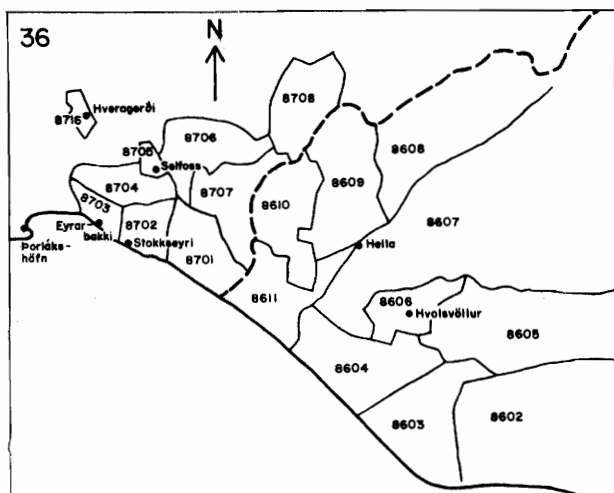 36
N
8708
Hveragerði
8716
8706
8705
Selfoss
8608
8704
8707
8609
8610
8703
8702
8607
Eyrar-
bakki
Þorláks-
höfn
Stokkseyri
8701
Hella
8611
8606
Hvolsvöllur
8605
8604
8603
8602